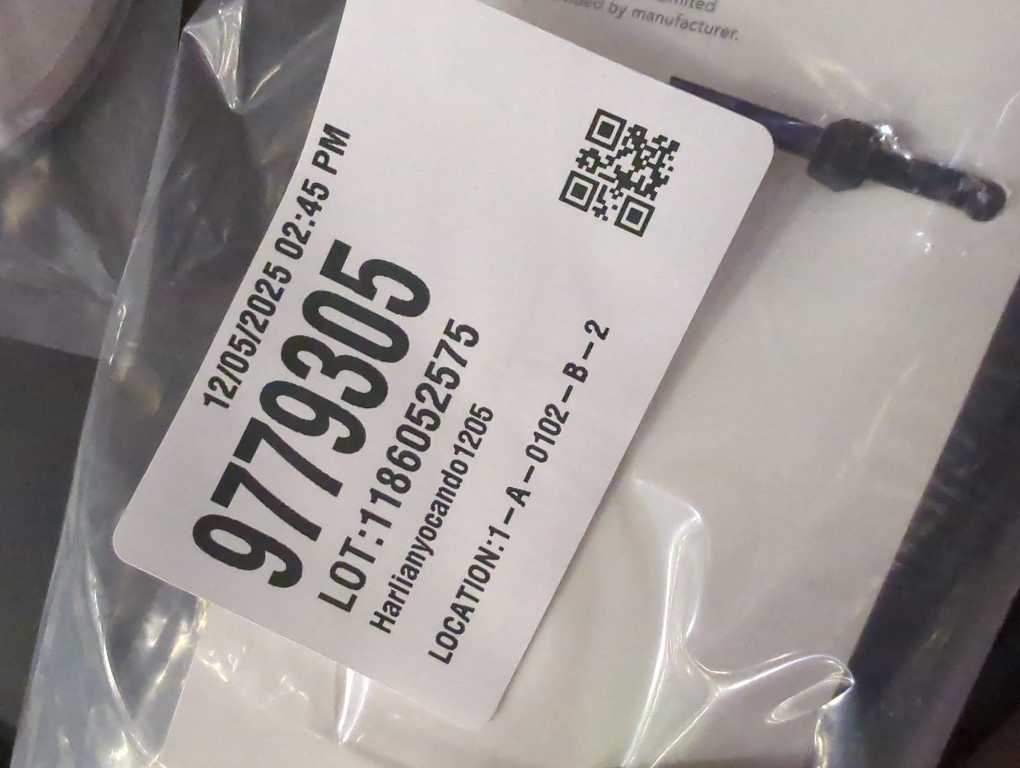 by manufacturer.
12/05/2025 02:45 PM
9779305
LOT:1186052575
Harlianyocando1205
LOCATION:1-A-0102-B-2